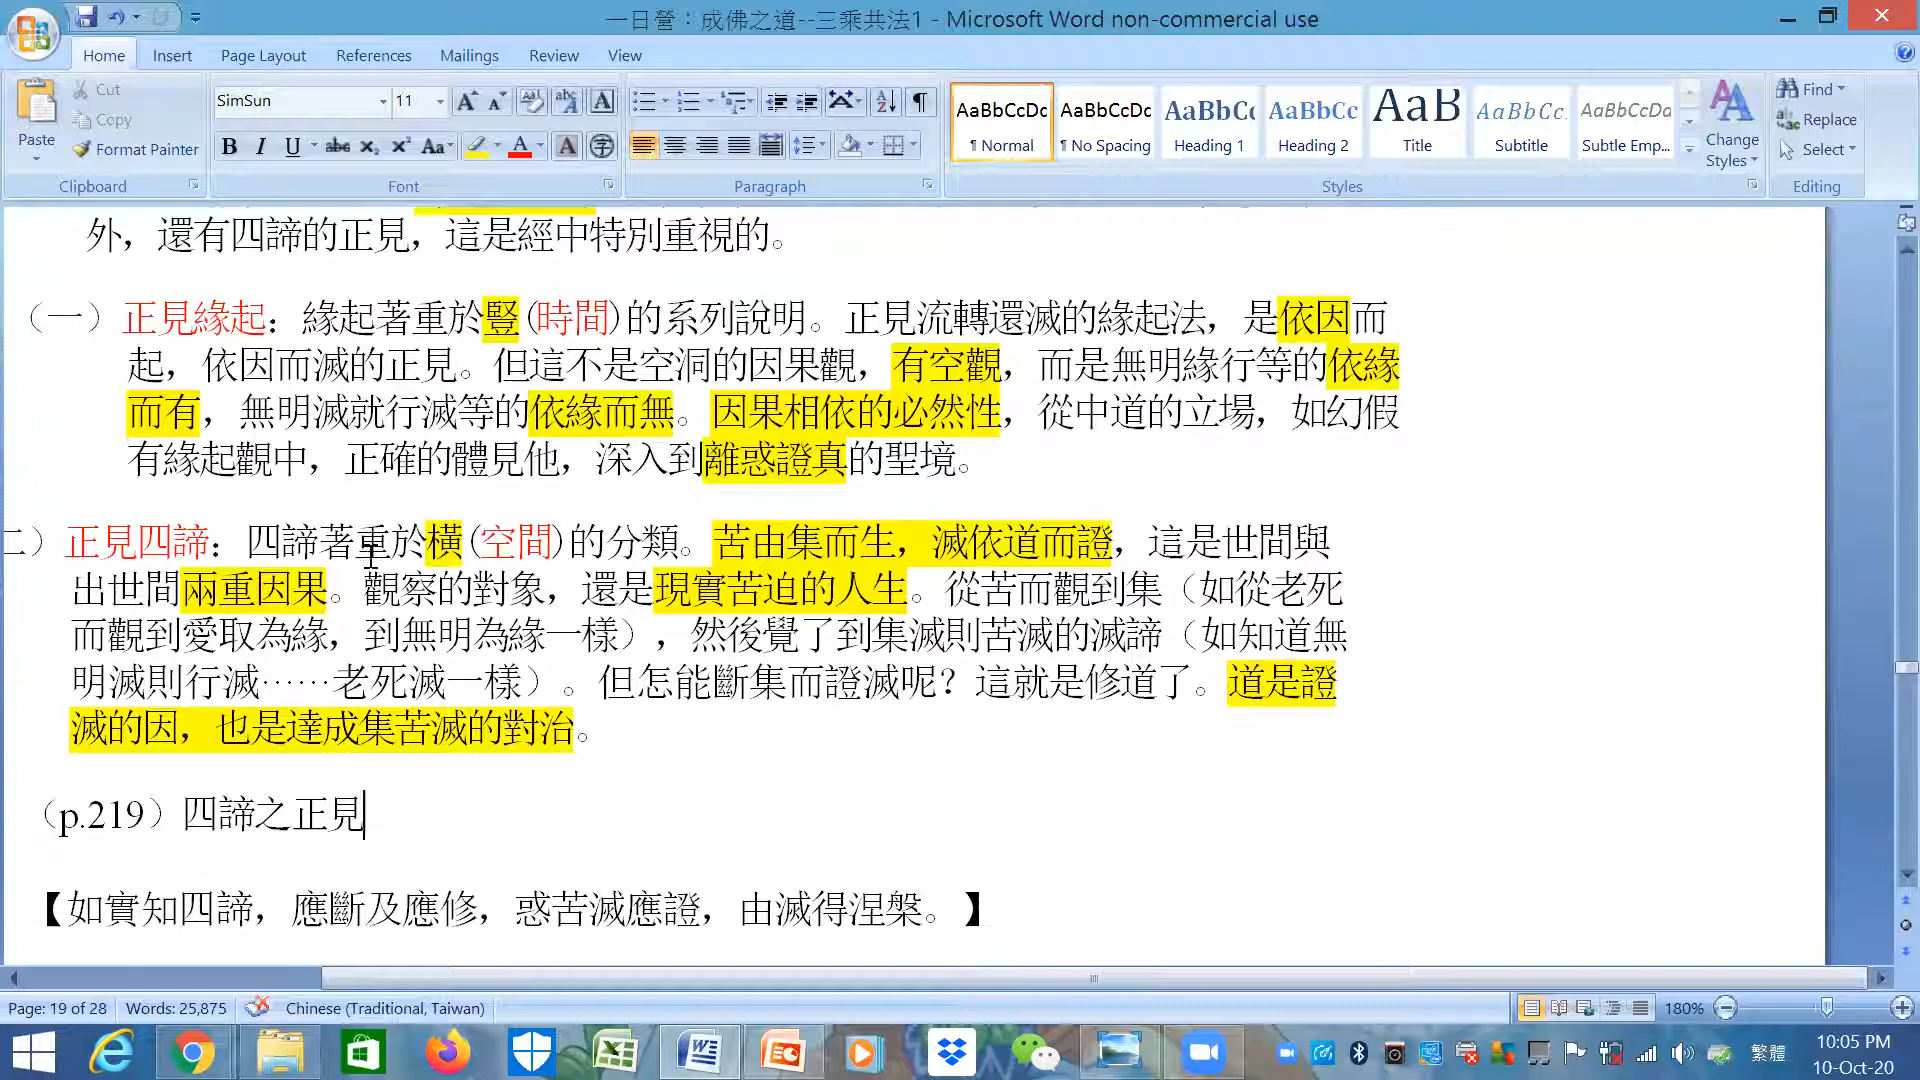 一日營：成佛之道--三乘共法1 - Microsoft Word non-commercial use
Home Insert Page Layout References Mailings Review View
Paste Cut Copy Format Painter Clipboard
SimSun 11
Font
Paragraph
AaBbCcDc AaBbCcDc AaBbCc AaBbCc AaB AaBbCc. AaBbCcDa
¶ Normal ¶ No Spacing Heading 1 Heading 2 Title Subtitle Subtle Emp...
Change Styles
Styles
Find
Replace
Select
Editing
外，還有四諦的正見，這是經中特別重視的。
（一）正見緣起：緣起著重於豎(時間)的系列說明。正見流轉還滅的緣起法，是依因而
起，依因而滅的正見。但這不是空洞的因果觀，有空觀，而是無明緣行等的依緣
而有，無明滅就行滅等的依緣而無。因果相依的必然性，從中道的立場，如幻假
有緣起觀中，正確的體見他，深入到離惑證真的聖境。
二）正見四諦：四諦著重於橫(空間)的分類。苦由集而生，滅依道而證，這是世間與
出世間兩重因果。觀察的對象，還是現實苦迫的人生。從苦而觀到集（如從老死
而觀到愛取為緣，到無明為緣一樣），然後覺了到集滅則苦滅的滅諦（如知道無
明滅則行滅⋯⋯老死滅一樣）。但怎能斷集而證滅呢？這就是修道了。道是證
滅的因，也是達成集苦滅的對治。
（p.219）四諦之正見
【如實知四諦，應斷及應修，惑苦滅應證，由滅得涅槃。】
Page: 19 of 28 Words: 25,875 Chinese (Traditional, Taiwan) 180%
繁體
10:05 PM
10-Oct-20